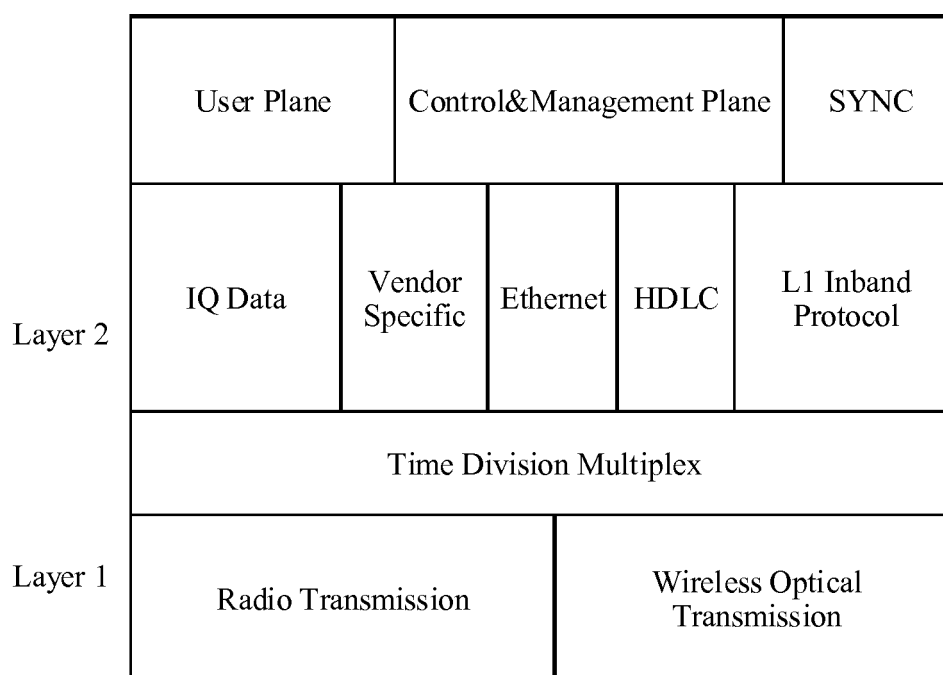 User Plane
Control&Management Plane
SYNC
Layer 2
IQ Data
Vendor
Specific
Ethernet
HDLC
L1 Inband
Protocol
Time Division Multiplex
Layer 1
Radio Transmission
Wireless Optical
Transmission